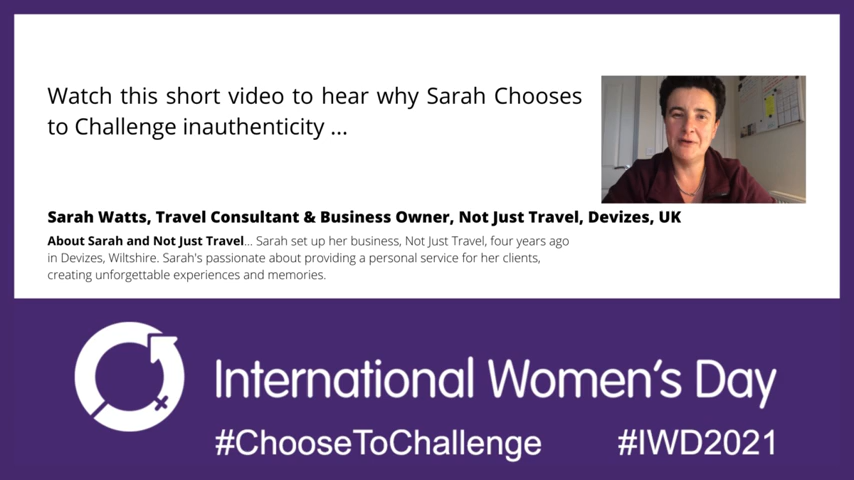 Watch this short video to hear why Sarah Chooses
to Challenge inauthenticity ...
Sarah Watts, Travel Consultant & Business Owner, Not Just Travel, Devizes, UK
About Sarah and Not Just Travel... Sarah set up her business, Not Just Travel, four years ago
in Devizes, Wiltshire. Sarah's passionate about providing a personal service for her clients,
creating unforgettable experiences and memories.
International Women's Day
#ChooseToChallenge #IWD2021